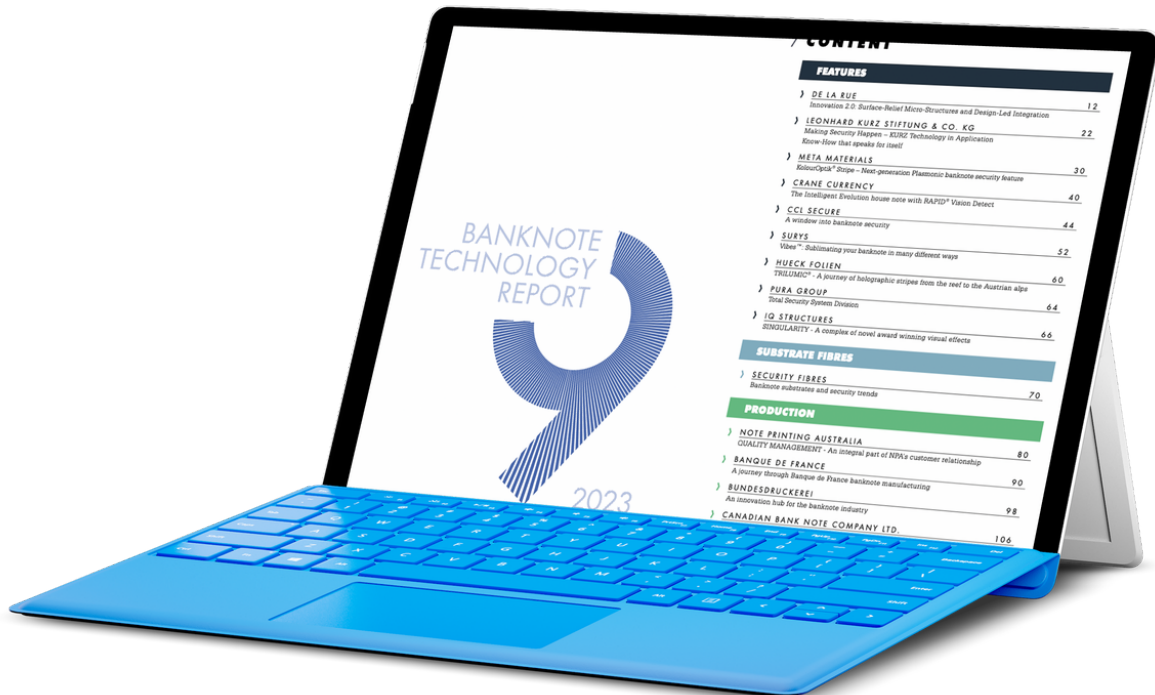 BANKNOTE
TECHNOLOGY
REPORT
9
2023
/ CONTENT
FEATURES
DE LA RUE 12
Innovation 2.0: Surface-Relief Micro-Structures and Design-Led Integration
LEONHARD KURZ STIFTUNG & CO. KG 22
Making Security Happen – KURZ Technology in Application
Know-How that speaks for itself
META MATERIALS 30
KolourOptik® Stripe – Next-generation Plasmonic banknote security feature
CRANE CURRENCY 40
The Intelligent Evolution house note with RAPID® Vision Detect
CCL SECURE 44
A window into banknote security
SURYS 52
Vibes™: Sublimating your banknote in many different ways
HUECK FOLIEN 60
TRILUMIC® - A journey of holographic stripes from the reef to the Austrian alps
PURA GROUP 64
Total Security System Division
IQ STRUCTURES 66
SINGULARITY - A complex of novel award winning visual effects
SUBSTRATE FIBRES
SECURITY FIBRES 70
Banknote substrates and security trends
PRODUCTION
NOTE PRINTING AUSTRALIA 80
QUALITY MANAGEMENT - An integral part of NPA's customer relationship
BANQUE DE FRANCE 90
A journey through Banque de France banknote manufacturing
BUNDESDRUCKEREI 98
An innovation hub for the banknote industry
CANADIAN BANK NOTE COMPANY LTD. 106
Q W E R T Y U I O P
A S D F G H J K L
X C V B N M
Backspace
Enter
Shift
Alt